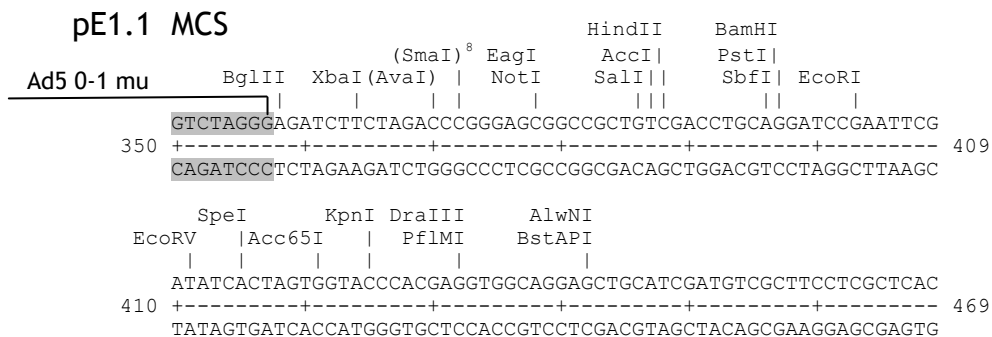 pE1.1 MCS
HindII BamHI
(SmaI)8 EagI AccI| PstI|
Ad5 0-1 mu BglII XbaI(AvaI) | NotI SalI|| SbfI| EcoRI
| | | | | ||| || |
GTCTAGGGAGATCTTCTAGACCCGGGAGCGGCCGCTGTCGACCTGCAGGATCCGAATTCG
350 +---------+---------+---------+---------+---------+--------- 409
CAGATCCCTCTAGAAGATCTGGGCCCTCGCCGGCGACAGCTGGACGTCCTAGGCTTAAGC
SpeI KpnI DraIII AlwNI
EcoRV |Acc65I | PflMI BstAPI
| | | | | |
ATATCACTAGTGGTACCCACGAGGTGGCAGGAGCTGCATCGATGTCGCTTCCTCGCTCAC
410 +---------+---------+---------+---------+---------+--------- 469
TATAGTGATCACCATGGGTGCTCCACCGTCCTCGACGTAGCTACAGCGAAGGAGCGAGTG